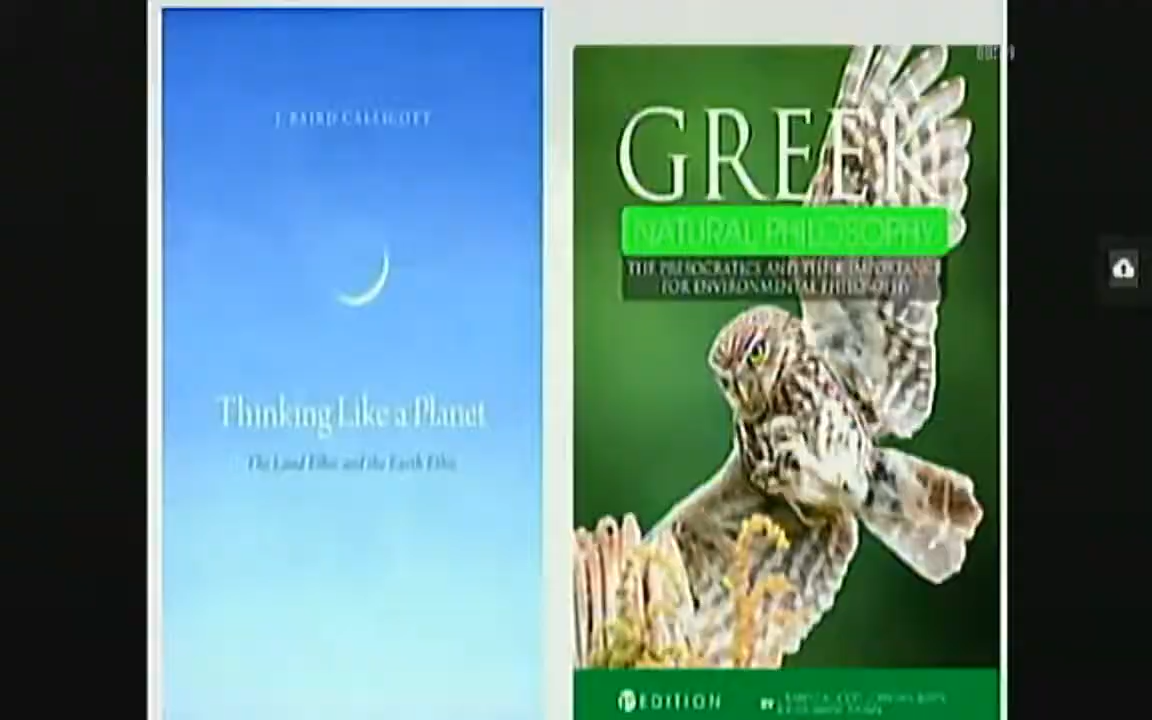 J. BAIRD CALLICOTT
Thinking Like a Planet
The Land Ethic and the Earth Ethic
GREEK
NATURAL PHILOSOPHY
THE PRESOCRATICS AND THEIR IMPORTANCE
FOR ENVIRONMENTAL PHILOSOPHY
EDITION BY